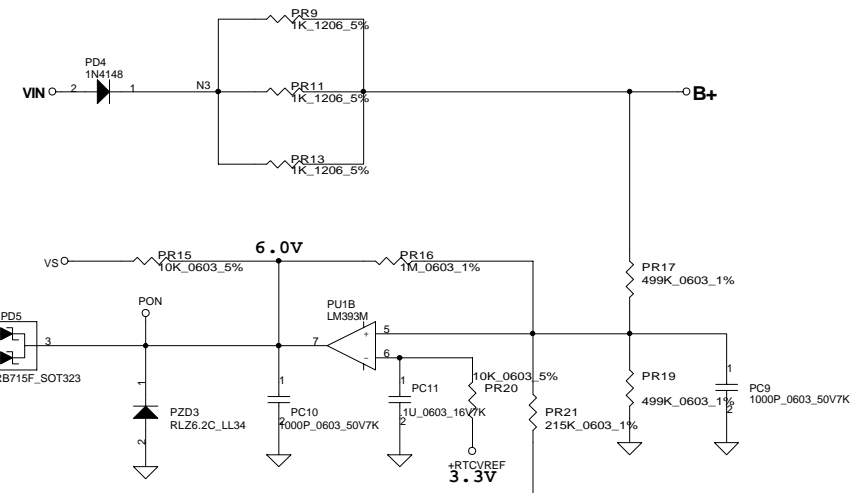 PR9
1K_1206_5%
PD4
1N4148
VIN
2
1
N3
PR11
1K_1206_5%
B+
PR13
1K_1206_5%
6.0V
VS
PR15
10K_0603_5%
PR16
1M_0603_1%
PR17
499K_0603_1%
PON
PU1B
LM393M
PD5
3
7
5
+
6
-
RB715F_SOT323
1
2
PZD3
RLZ6.2C_LL34
1
2
PC10
1000P_0603_50V7K
1
2
PC11
1U_0603_16V7K
10K_0603_5%
PR20
+RTCVREF
3.3V
PR21
215K_0603_1%
PR19
499K_0603_1%
1
2
PC9
1000P_0603_50V7K